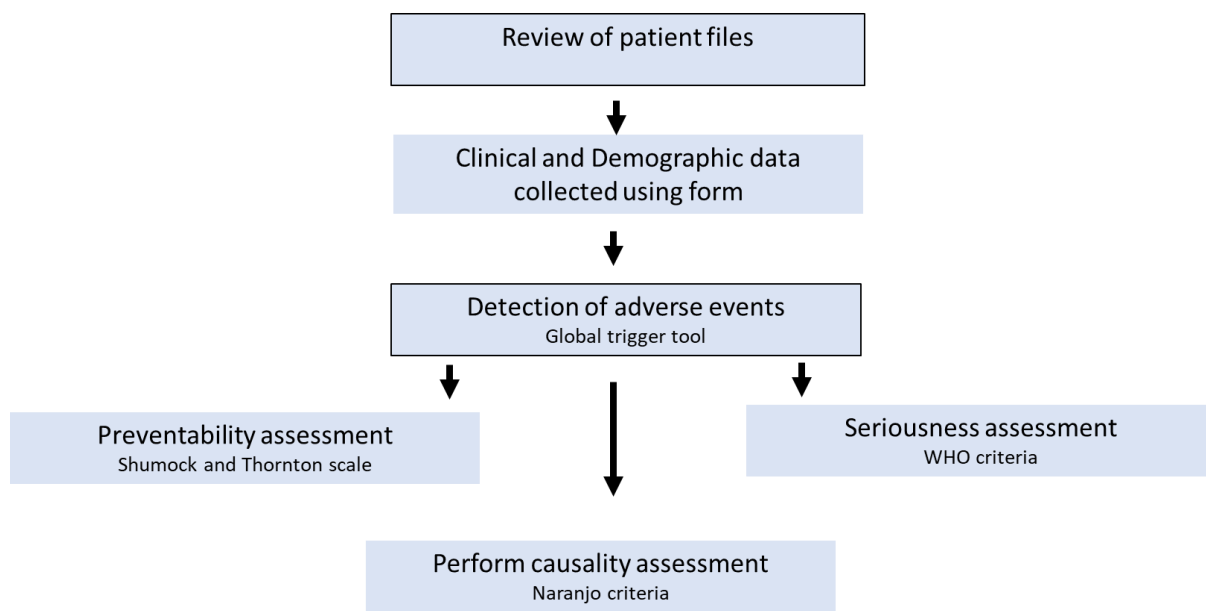 Review of patient files
Clinical and Demographic data
collected using form
Detection of adverse events
Global trigger tool
Preventability assessment
Shumock and Thornton scale
Seriousness assessment
WHO criteria
Perform causality assessment
Naranjo criteria